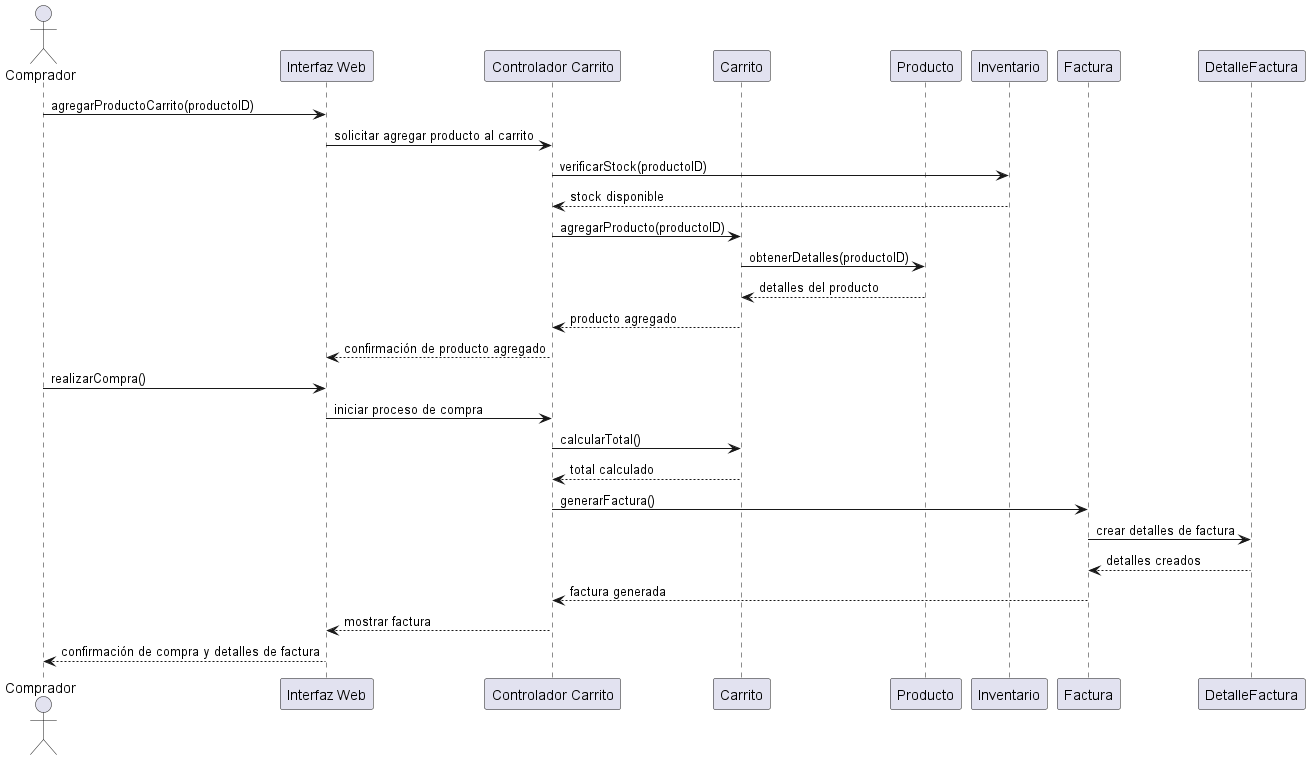 Comprador
Interfaz Web
Controlador Carrito
Carrito
Producto
Inventario
Factura
DetalleFactura
agregarProductoCarrito(productoID)
solicitar agregar producto al carrito
verificarStock(productoID)
stock disponible
agregarProducto(productoID)
obtenerDetalles(productoID)
detalles del producto
producto agregado
confirmación de producto agregado
realizarCompra()
iniciar proceso de compra
calcularTotal()
total calculado
generarFactura()
crear detalles de factura
detalles creados
factura generada
mostrar factura
confirmación de compra y detalles de factura
Comprador
Interfaz Web
Controlador Carrito
Carrito
Producto
Inventario
Factura
DetalleFactura